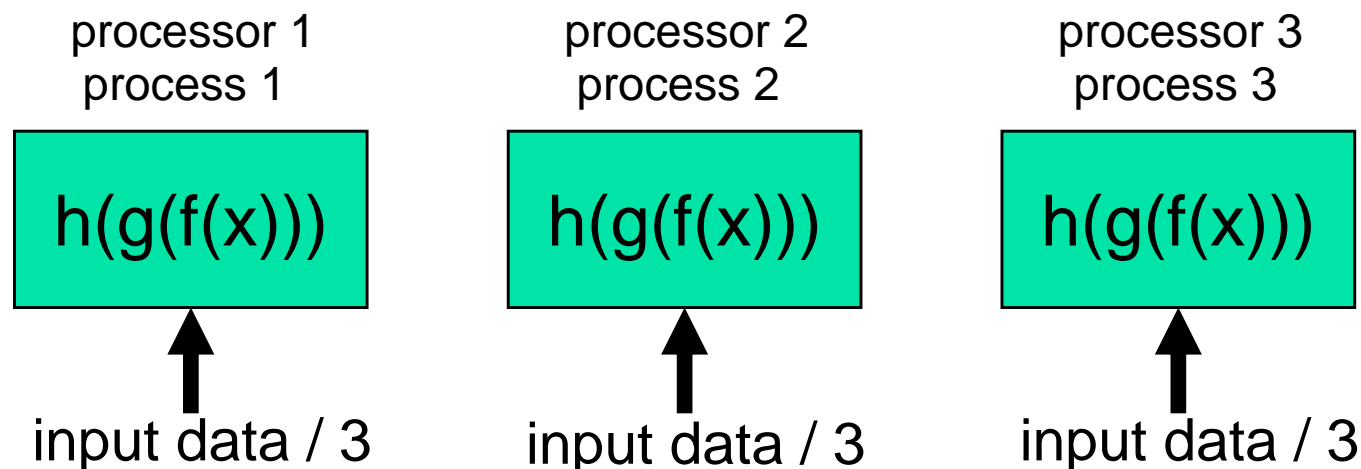 processor 1
process 1
h(g(f(x)))
input data / 3
processor 2
process 2
h(g(f(x)))
input data / 3
processor 3
process 3
h(g(f(x)))
input data / 3